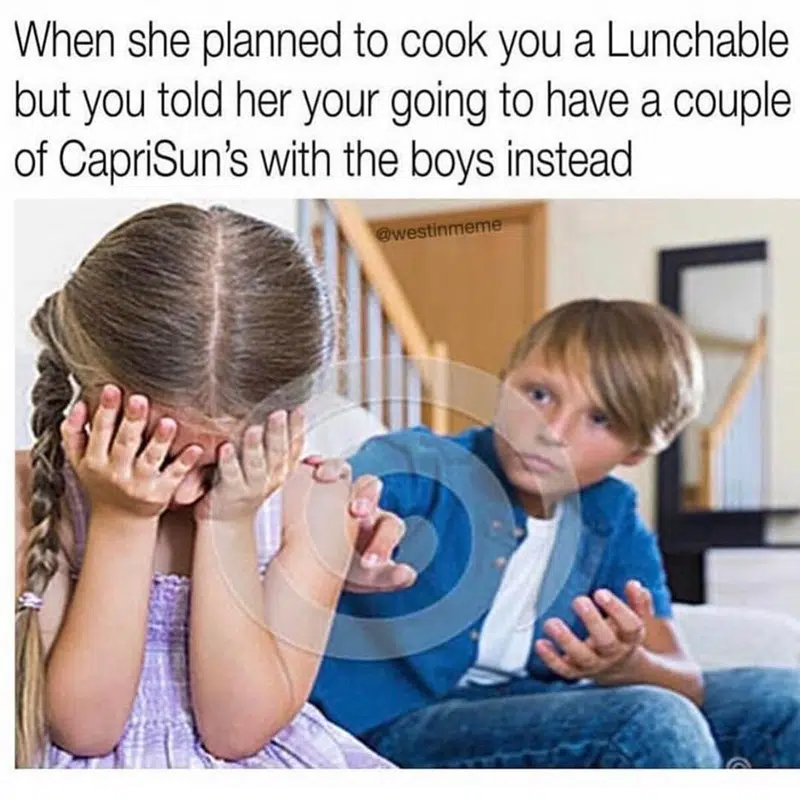 When she planned to cook you a Lunchable
but you told her your going to have a couple
of CapriSun's with the boys instead
@westinmeme